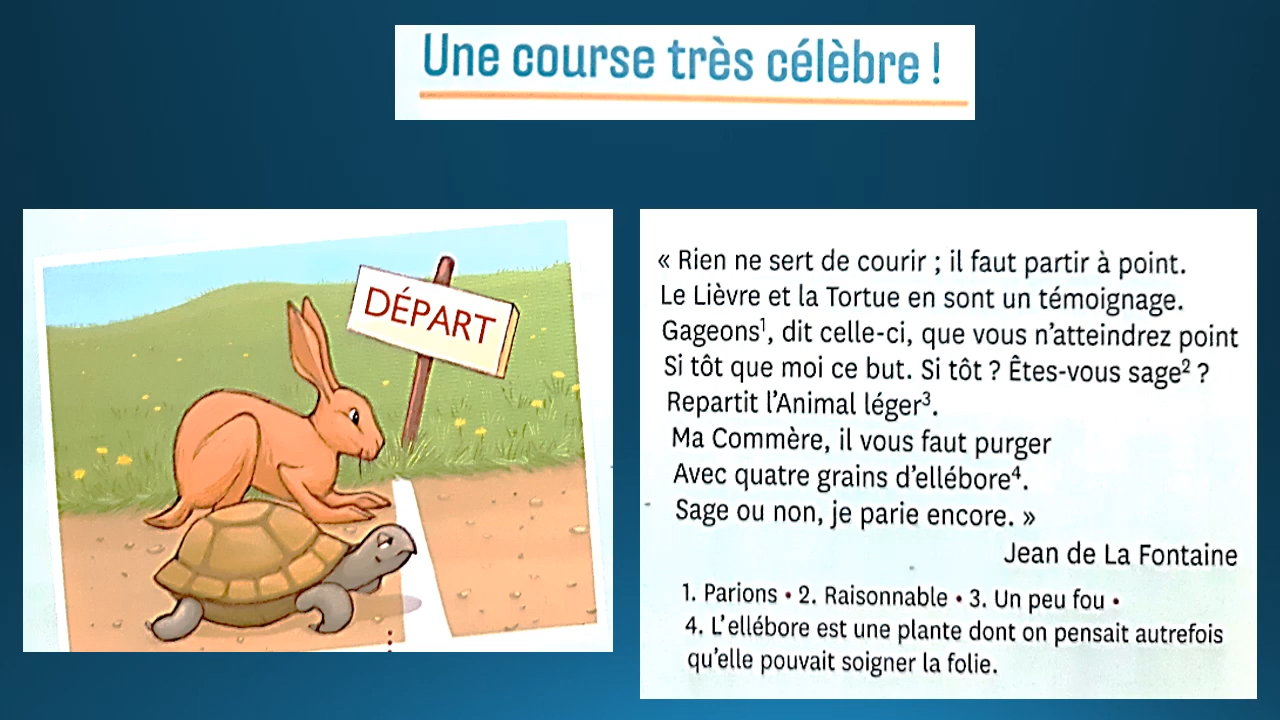 Une course très célèbre !
DÉPART
« Rien ne sert de courir ; il faut partir à point.
Le Lièvre et la Tortue en sont un témoignage.
Gageons¹, dit celle-ci, que vous n'atteindrez point
Si tôt que moi ce but. Si tôt ? Êtes-vous sage² ?
Repartit l'Animal léger³.
Ma Commère, il vous faut purger
Avec quatre grains d'ellébore⁴.
Sage ou non, je parie encore. »
Jean de La Fontaine
1. Parions • 2. Raisonnable • 3. Un peu fou •
4. L'ellébore est une plante dont on pensait autrefois
qu'elle pouvait soigner la folie.